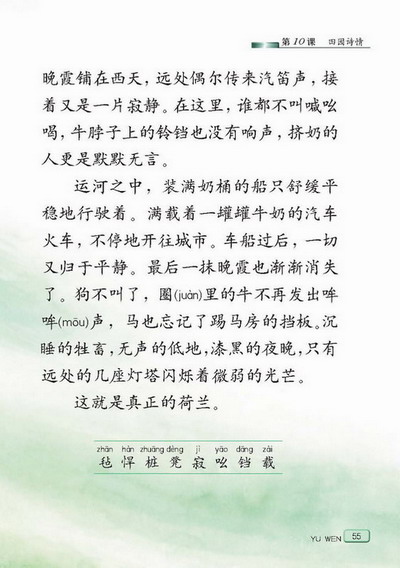 第10课 田园诗情
晚霞铺在西天，远处偶尔传来汽笛声，接
着又是一片寂静。在这里，谁都不叫喊吆
喝，牛脖子上的铃铛也没有响声，挤奶的
人更是默默无言。
运河之中，装满奶桶的船只舒缓平
稳地行驶着。满载着一罐罐牛奶的汽车
火车，不停地开往城市。车船过后，一切
又归于平静。最后一抹晚霞也渐渐消失
了。狗不叫了，圈(juàn)里的牛不再发出哞
哞(mōu)声，马也忘记了踢马房的挡板。沉
睡的牲畜，无声的低地，漆黑的夜晚，只有
远处的几座灯塔闪烁着微弱的光芒。
这就是真正的荷兰。
zhān hàn zhuāng dèng jì yāo dāng zài
毡 悍 桩 凳 寂 吆 铛 载
YU WEN 55